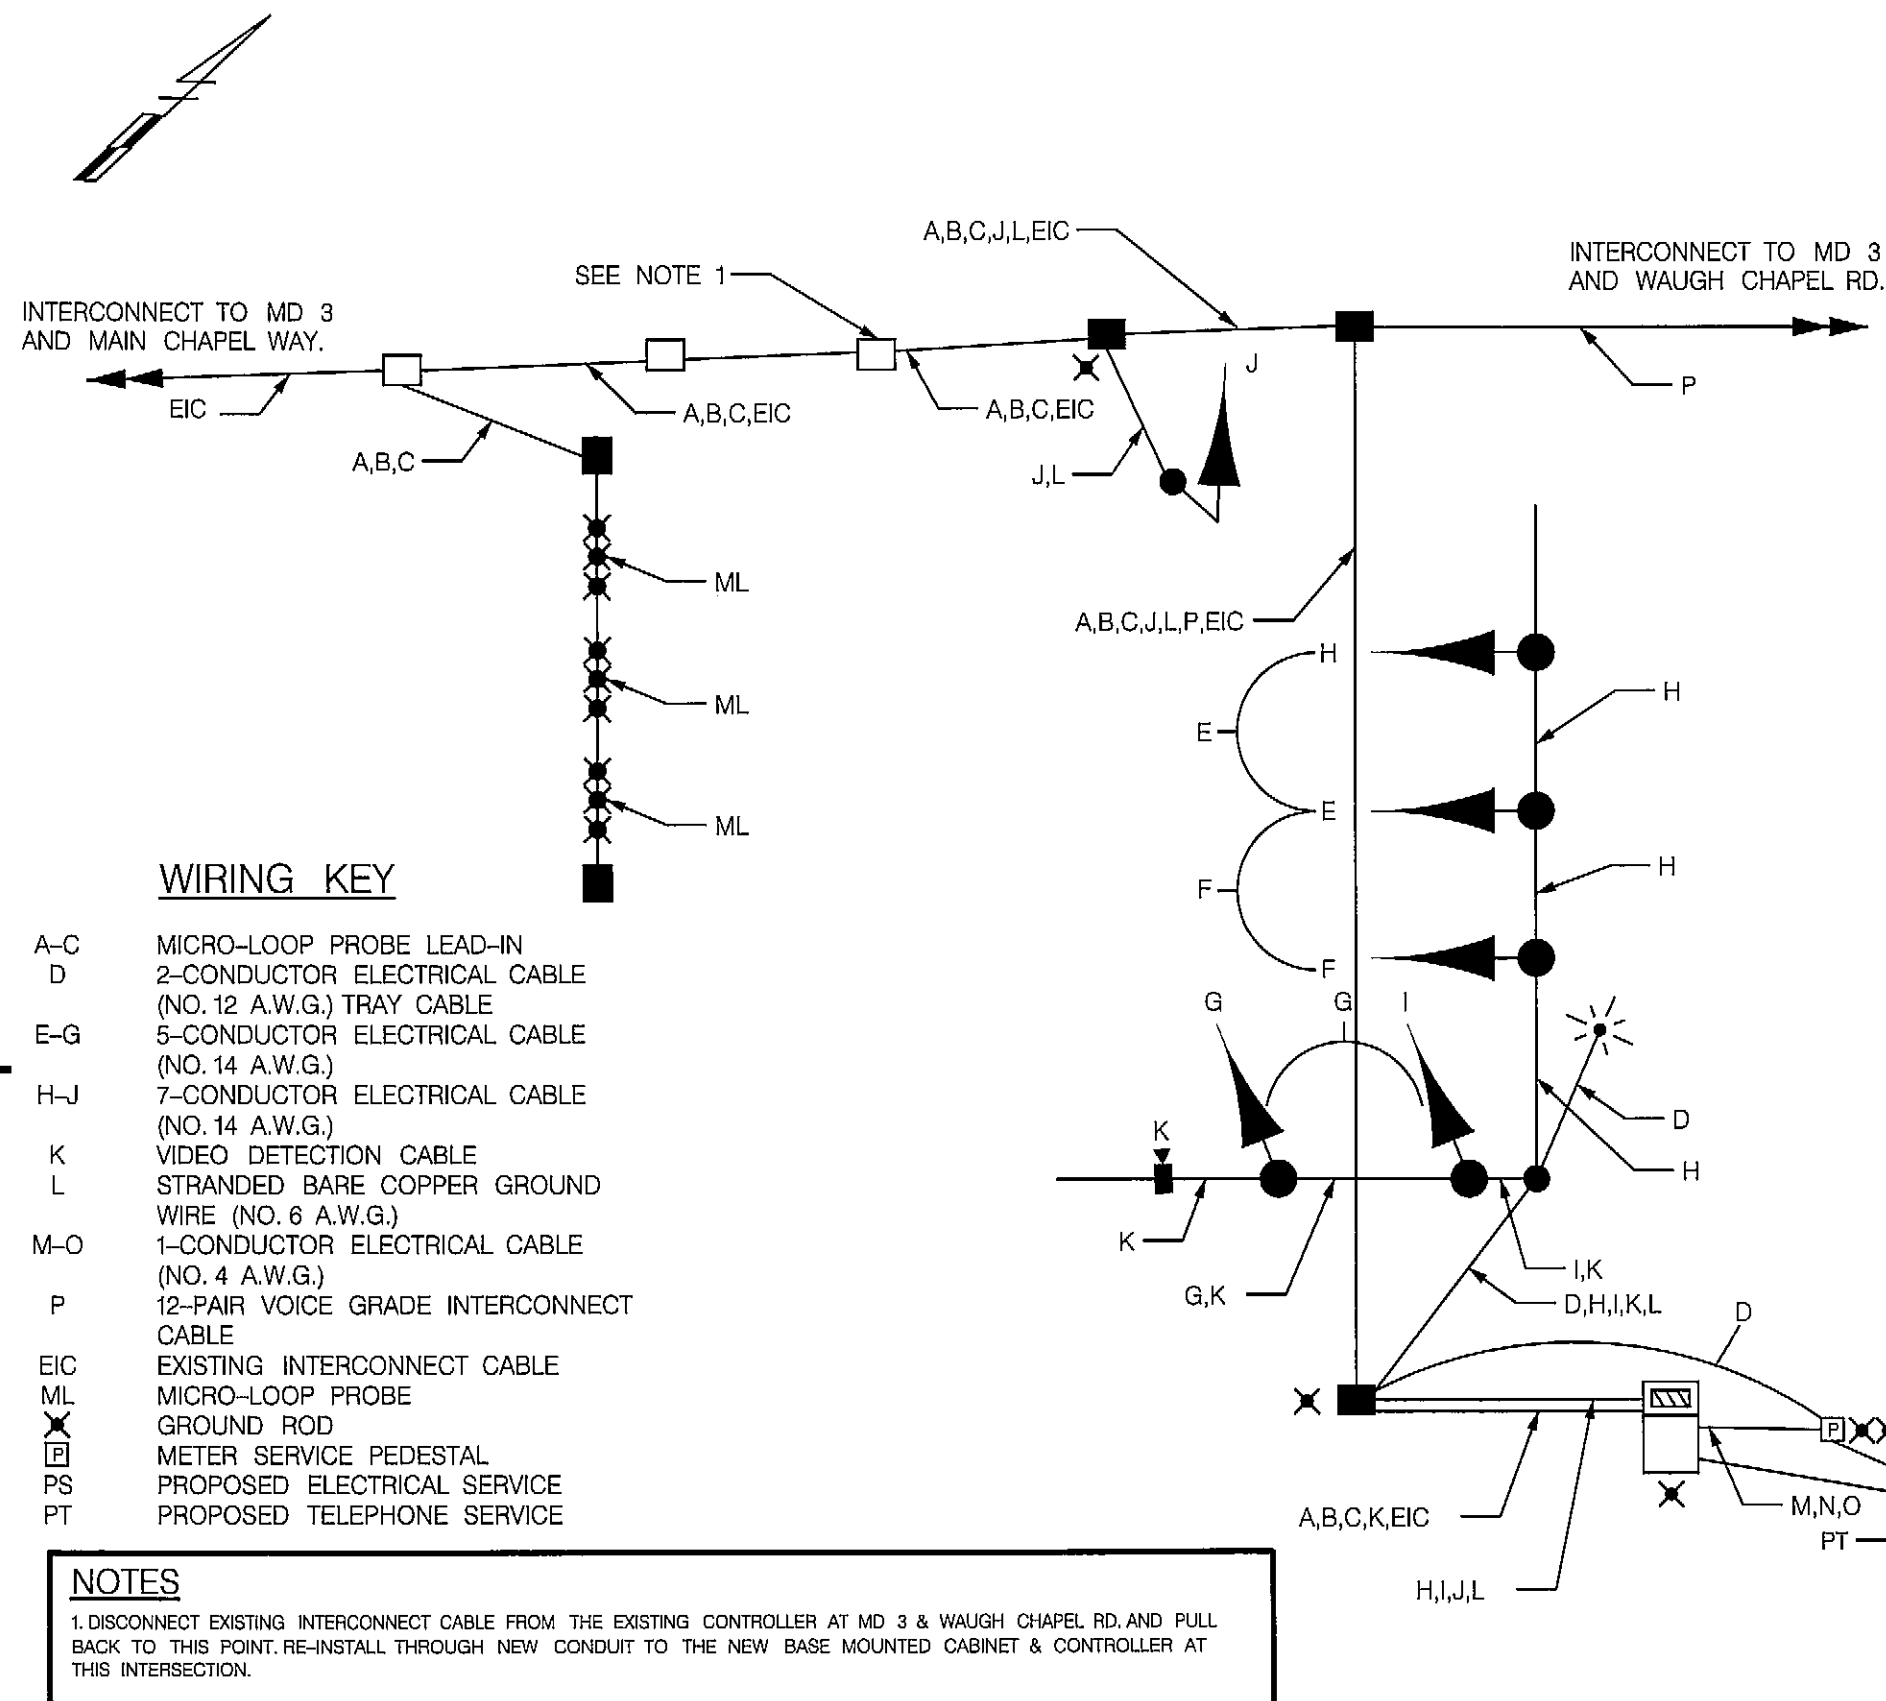 A,B,C,J,L,EIC
INTERCONNECT TO MD 3
AND WAUGH CHAPEL RD.
SEE NOTE 1
INTERCONNECT TO MD 3
AND MAIN CHAPEL WAY.
J
P
EIC
A,B,C,EIC
A,B,C,EIC
A,B,C
J,L
ML
A,B,C,J,L,P,EIC
H
H
ML
E
E
ML
H
F
F
G
G
I
D
K
H
K
I,K
G,K
D,H,I,K,L
D
P
A,B,C,K,EIC
M,N,O
PT
H,I,J,L
WIRING KEY
A-C MICRO-LOOP PROBE LEAD-IN
D 2-CONDUCTOR ELECTRICAL CABLE
(NO. 12 A.W.G.) TRAY CABLE
E-G 5-CONDUCTOR ELECTRICAL CABLE
(NO. 14 A.W.G.)
H-J 7-CONDUCTOR ELECTRICAL CABLE
(NO. 14 A.W.G.)
K VIDEO DETECTION CABLE
L STRANDED BARE COPPER GROUND
WIRE (NO. 6 A.W.G.)
M-O 1-CONDUCTOR ELECTRICAL CABLE
(NO. 4 A.W.G.)
P 12-PAIR VOICE GRADE INTERCONNECT
CABLE
EIC EXISTING INTERCONNECT CABLE
ML MICRO-LOOP PROBE
GROUND ROD
P METER SERVICE PEDESTAL
PS PROPOSED ELECTRICAL SERVICE
PT PROPOSED TELEPHONE SERVICE
NOTES
1. DISCONNECT EXISTING INTERCONNECT CABLE FROM THE EXISTING CONTROLLER AT MD 3 & WAUGH CHAPEL RD. AND PULL
BACK TO THIS POINT. RE-INSTALL THROUGH NEW CONDUIT TO THE NEW BASE MOUNTED CABINET & CONTROLLER AT
THIS INTERSECTION.